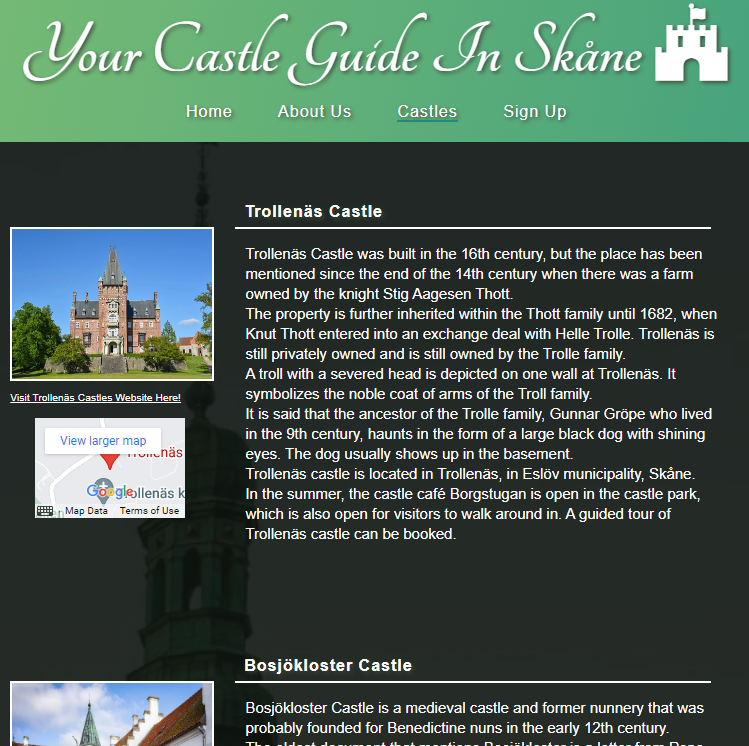 Your Castle Guide In Skåne
Home About Us Castles Sign Up
Trollenäs Castle
Trollenäs Castle was built in the 16th century, but the place has been
mentioned since the end of the 14th century when there was a farm
owned by the knight Stig Aagesen Thott.
The property is further inherited within the Thott family until 1682, when
Knut Thott entered into an exchange deal with Helle Trolle. Trollenäs is
still privately owned and is still owned by the Trolle family.
A troll with a severed head is depicted on one wall at Trollenäs. It
symbolizes the noble coat of arms of the Troll family.
It is said that the ancestor of the Trolle family, Gunnar Gröpe who lived
in the 9th century, haunts in the form of a large black dog with shining
eyes. The dog usually shows up in the basement.
Trollenäs castle is located in Trollenäs, in Eslöv municipality, Skåne.
In the summer, the castle café Borgstugan is open in the castle park,
which is also open for visitors to walk around in. A guided tour of
Trollenäs castle can be booked.
Visit Trollenäs Castles Website Here!
View larger map
Trollenäs
Google
ollenäs k
Map Data Terms of Use
Bosjökloster Castle
Bosjökloster Castle is a medieval castle and former nunnery that was
probably founded for Benedictine nuns in the early 12th century.
The oldest document that mentions Bosjökloster is a letter from Pope